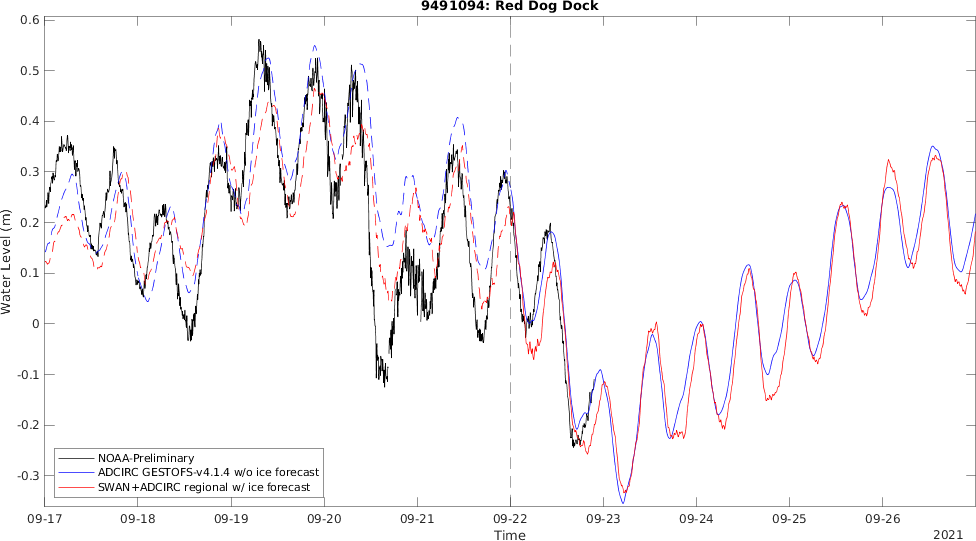 9491094: Red Dog Dock
0.6
0.5
0.4
0.3
0.2
0.1
0
-0.1
-0.2
-0.3
Water Level (m)
NOAA-Preliminary
ADCIRC GESTOFS-v4.1.4 w/o ice forecast
SWAN+ADCIRC regional w/ ice forecast
09-17 09-18 09-19 09-20 09-21 09-22 09-23 09-24 09-25 09-26
Time
2021